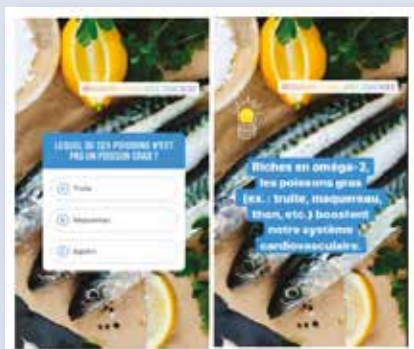 LEQUEL DE CES POISSONS N'EST
PAS UN POISSON GRAS ?
Truite
Maquereau
Riches en oméga-3,
les poissons gras
(ex. : truite, maquereau,
thon, etc.) boostent
notre système
cardiovasculaire.